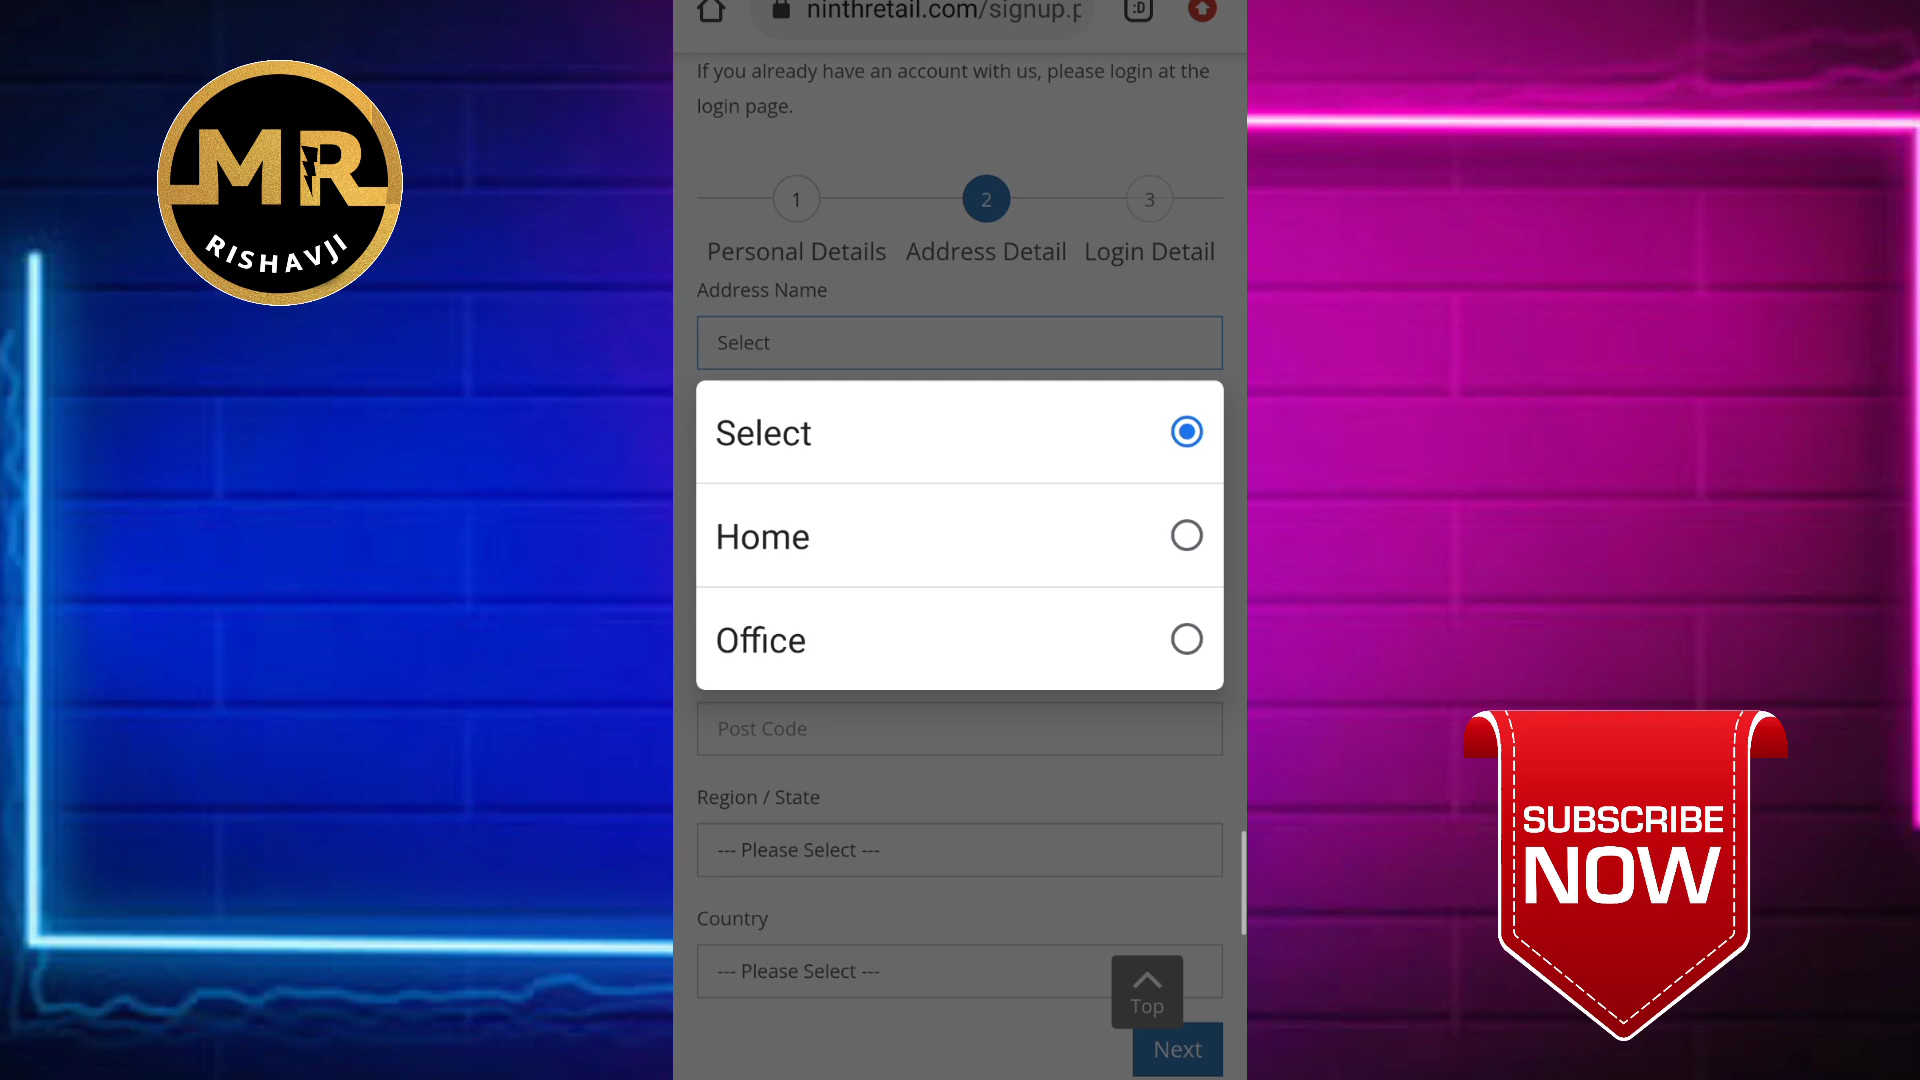 MR
RISHAVJI
ninthretail.com/signup.p
:D
If you already have an account with us, please login at the
login page.
1
2
3
Personal Details
Address Detail
Login Detail
Address Name
Select
Select
Home
Office
Post Code
Region / State
--- Please Select ---
Country
--- Please Select ---
Top
Next
SUBSCRIBE
NOW